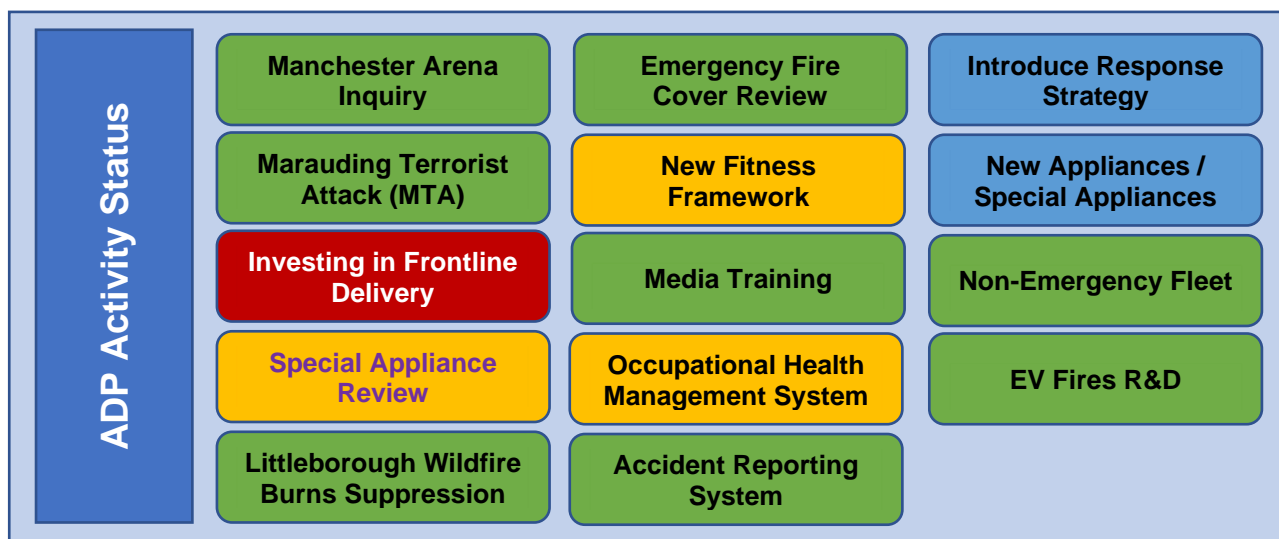 ADP Activity Status
Manchester Arena
Inquiry
Marauding Terrorist
Attack (MTA)
Investing in Frontline
Delivery
Special Appliance
Review
Littleborough Wildfire
Burns Suppression
Emergency Fire
Cover Review
New Fitness
Framework
Media Training
Occupational Health
Management System
Accident Reporting
System
Introduce Response
Strategy
New Appliances /
Special Appliances
Non-Emergency Fleet
EV Fires R&D